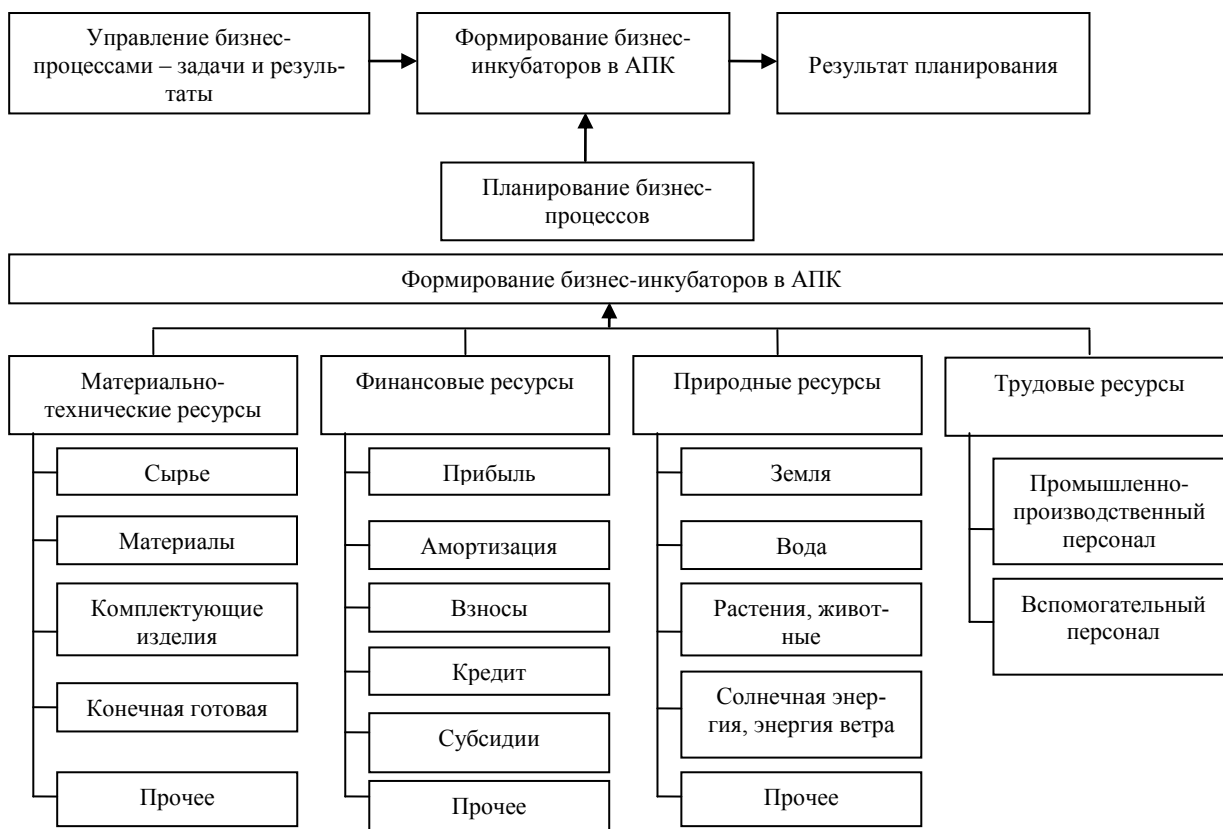 Управление бизнес-
процессами – задачи и резуль-
таты
Формирование бизнес-
инкубаторов в АПК
Результат планирования
Планирование бизнес-
процессов
Формирование бизнес-инкубаторов в АПК
Материально-
технические ресурсы
Сырье
Материалы
Комплектующие
изделия
Конечная готовая
Прочее
Финансовые ресурсы
Прибыль
Амортизация
Взносы
Кредит
Субсидии
Прочее
Природные ресурсы
Земля
Вода
Растения, живот-
ные
Солнечная энер-
гия, энергия ветра
Прочее
Трудовые ресурсы
Промышленно-
производственный
персонал
Вспомогательный
персонал